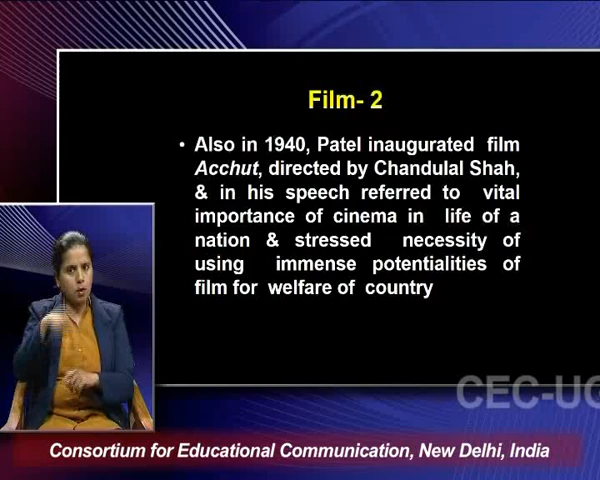 Film- 2
• Also in 1940, Patel inaugurated film
Acchut, directed by Chandulal Shah,
& in his speech referred to vital
importance of cinema in life of a
nation & stressed necessity of
using immense potentialities of
film for welfare of country
CEC-UG
Consortium for Educational Communication, New Delhi, India